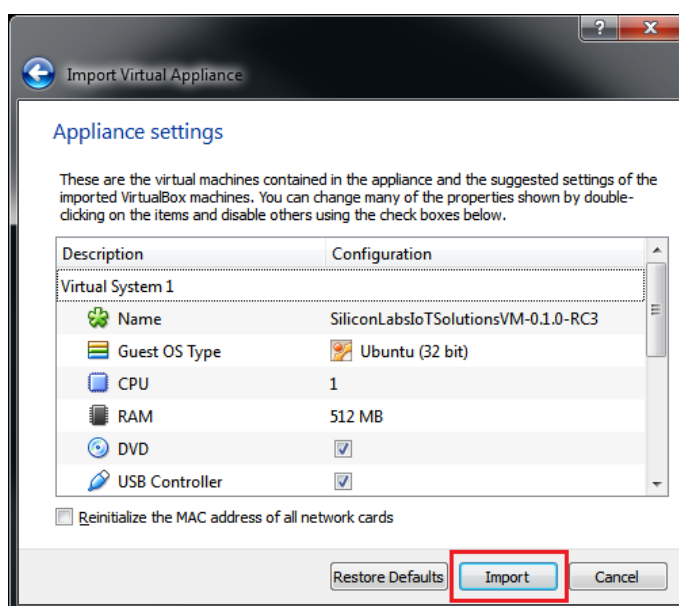 ?
x
Import Virtual Appliance
Appliance settings
These are the virtual machines contained in the appliance and the suggested settings of the
imported VirtualBox machines. You can change many of the properties shown by double-
clicking on the items and disable others using the check boxes below.
Description Configuration
Virtual System 1
Name SiliconLabsIoTSolutionsVM-0.1.0-RC3
Guest OS Type Ubuntu (32 bit)
CPU 1
RAM 512 MB
DVD
USB Controller
Reinitialize the MAC address of all network cards
Restore Defaults Import Cancel